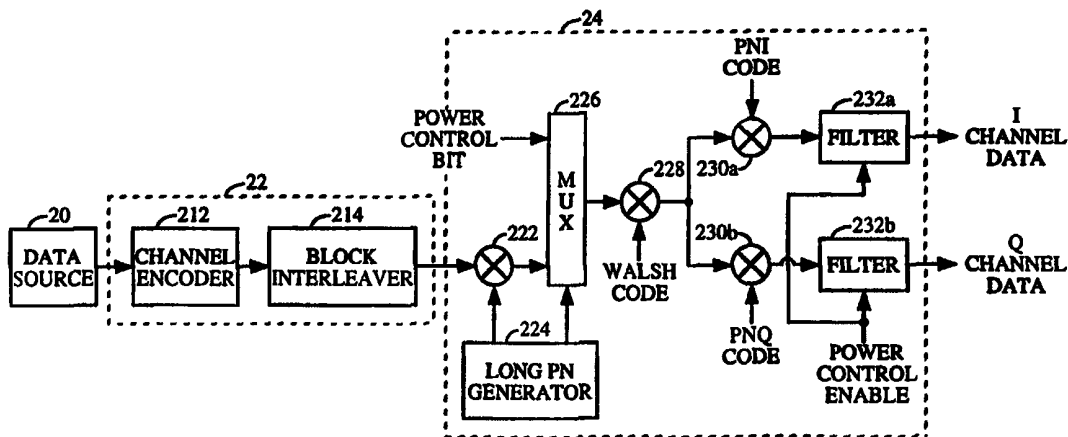 24
PNI
CODE
226
232a
POWER
CONTROL
BIT
FILTER
I
CHANNEL
DATA
22
228
230a
MUX
20
212
214
222
230b
232b
DATA
SOURCE
CHANNEL
ENCODER
BLOCK
INTERLEAVER
WALSH
CODE
FILTER
Q
CHANNEL
DATA
224
LONG PN
GENERATOR
PNQ
CODE
POWER
CONTROL
ENABLE